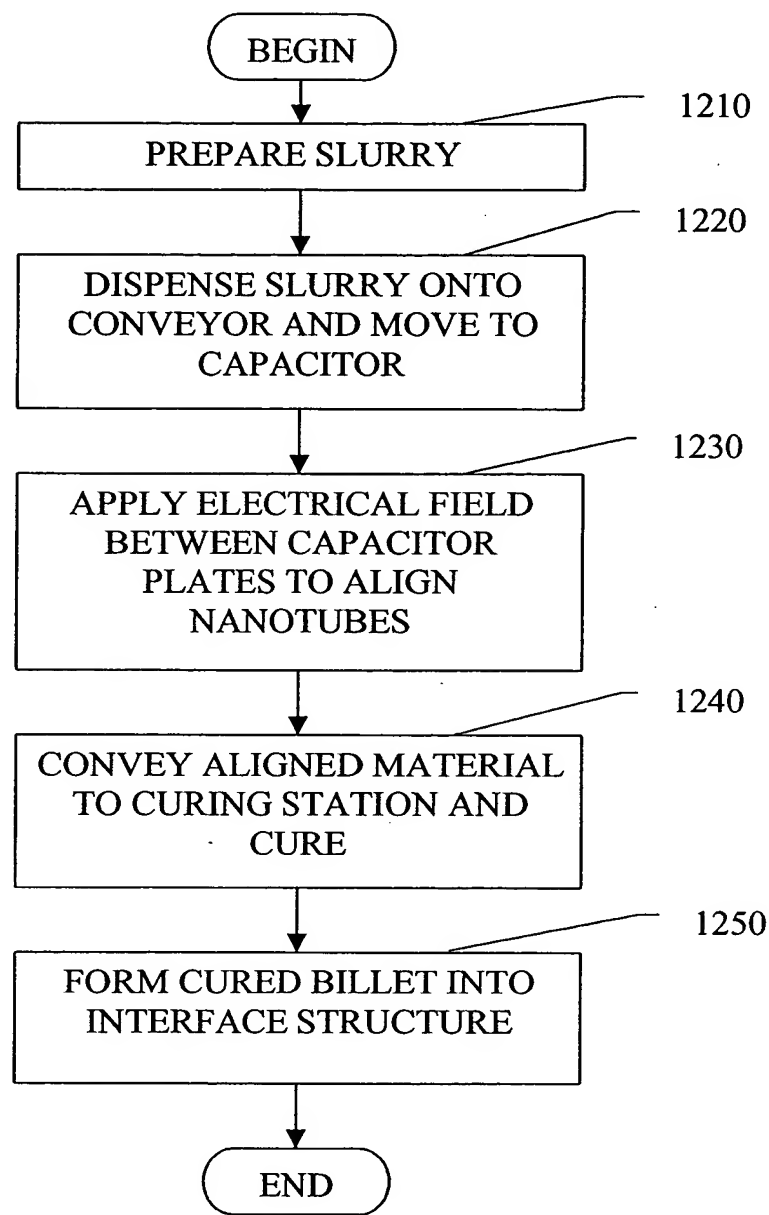 BEGIN
1210
PREPARE SLURRY
1220
DISPENSE SLURRY ONTO
CONVEYOR AND MOVE TO
CAPACITOR
1230
APPLY ELECTRICAL FIELD
BETWEEN CAPACITOR
PLATES TO ALIGN
NANOTUBES
1240
CONVEY ALIGNED MATERIAL
TO CURING STATION AND
CURE
1250
FORM CURED BILLET INTO
INTERFACE STRUCTURE
END